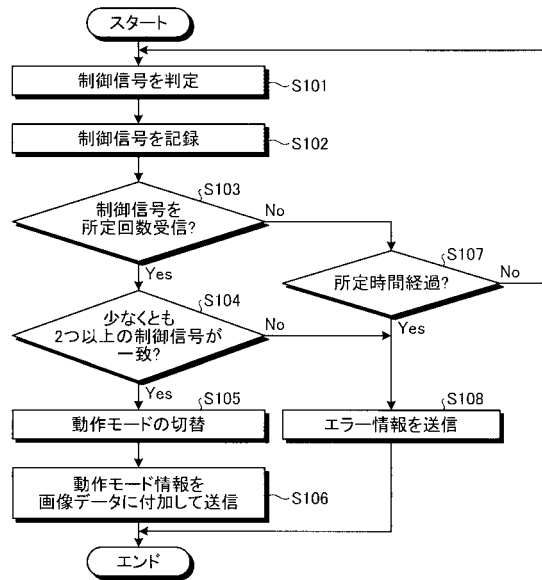 スタート
制御信号を判定
S101
制御信号を記録
S102
制御信号を
所定回数受信?
S103
No
Yes
所定時間経過?
S107
No
Yes
少なくとも
2つ以上の制御信号が
一致?
S104
No
Yes
動作モードの切替
S105
エラー情報を送信
S108
動作モード情報を
画像データに付加して送信
S106
エンド